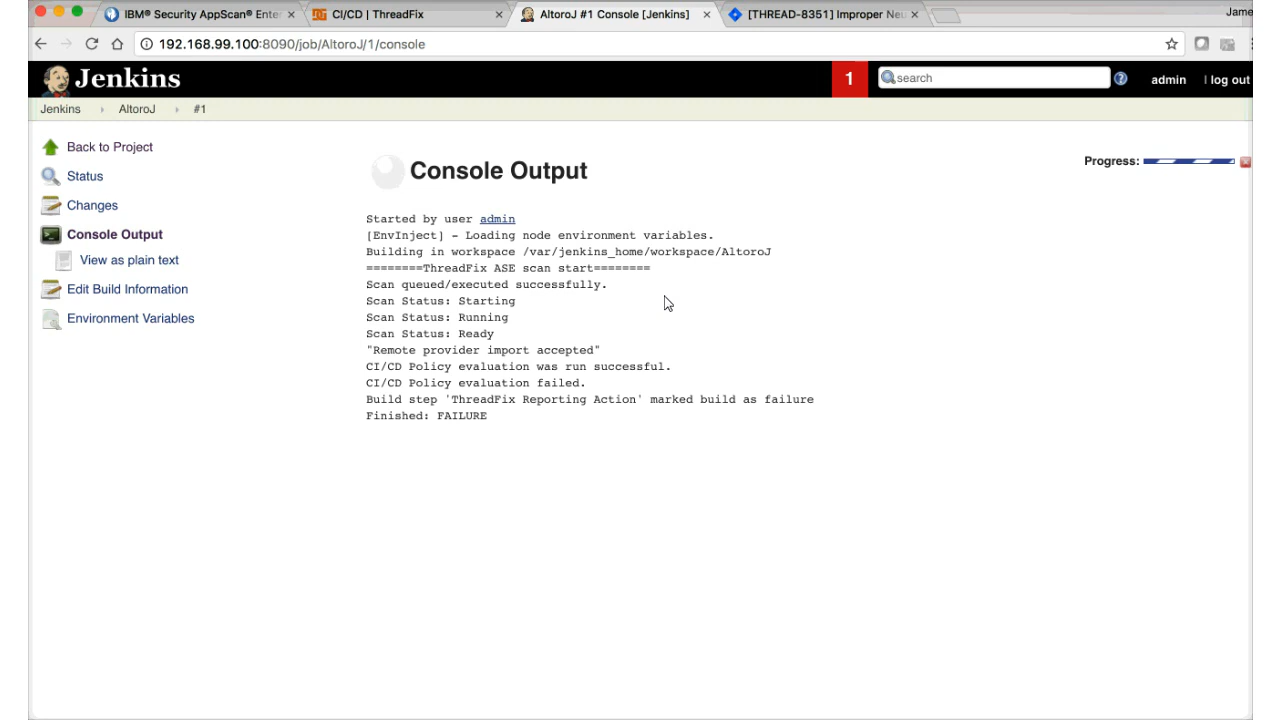 IBM® Security AppScan® Enter
CI/CD | ThreadFix
AltoroJ #1 Console [Jenkins]
[THREAD-8351] Improper Neu
Jame
192.168.99.100:8090/job/AltoroJ/1/console
Jenkins
1
search
admin
| log out
Jenkins
AltoroJ
#1
Back to Project
Status
Changes
Console Output
View as plain text
Edit Build Information
Environment Variables
Console Output
Progress:
Started by user admin
[EnvInject] - Loading node environment variables.
Building in workspace /var/jenkins_home/workspace/AltoroJ
========ThreadFix ASE scan start========
Scan queued/executed successfully.
Scan Status: Starting
Scan Status: Running
Scan Status: Ready
"Remote provider import accepted"
CI/CD Policy evaluation was run successful.
CI/CD Policy evaluation failed.
Build step 'ThreadFix Reporting Action' marked build as failure
Finished: FAILURE